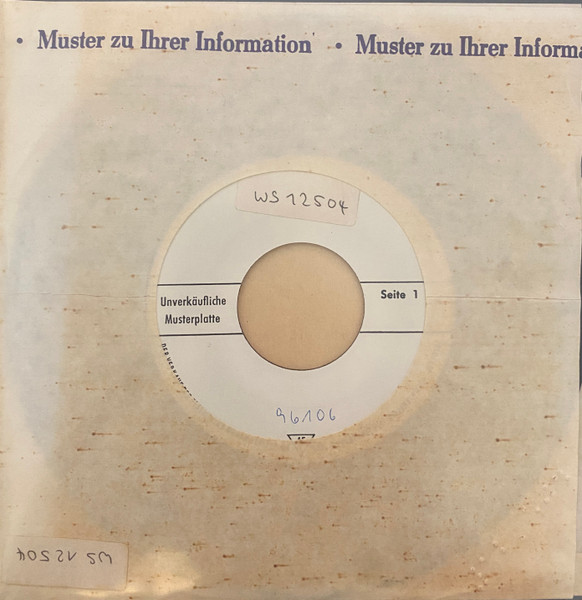 • Muster zu Ihrer Information • Muster zu Ihrer Informa
WS 12504
Unverkäufliche
Musterplatte
Seite 1
96106
WS 12504